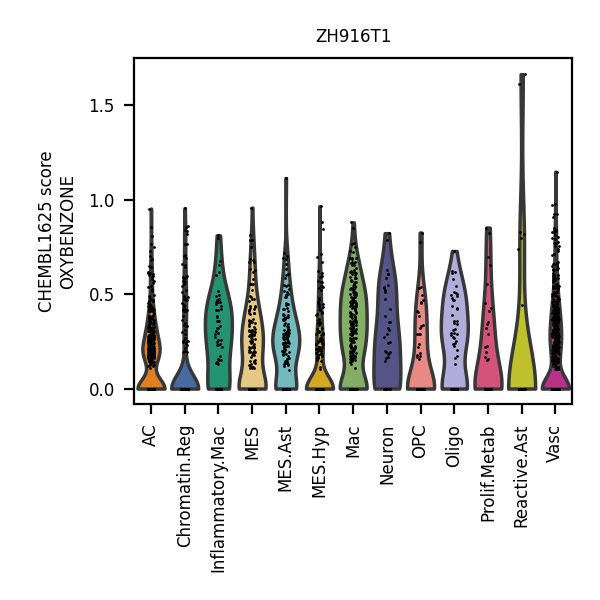 ZH916T1
CHEMBL1625 score
OXYBENZONE
1.5
1.0
0.5
0.0
AC
Chromatin.Reg
Inflammatory.Mac
MES
MES.Ast
MES.Hyp
Mac
Neuron
OPC
Oligo
Prolif.Metab
Reactive.Ast
Vasc